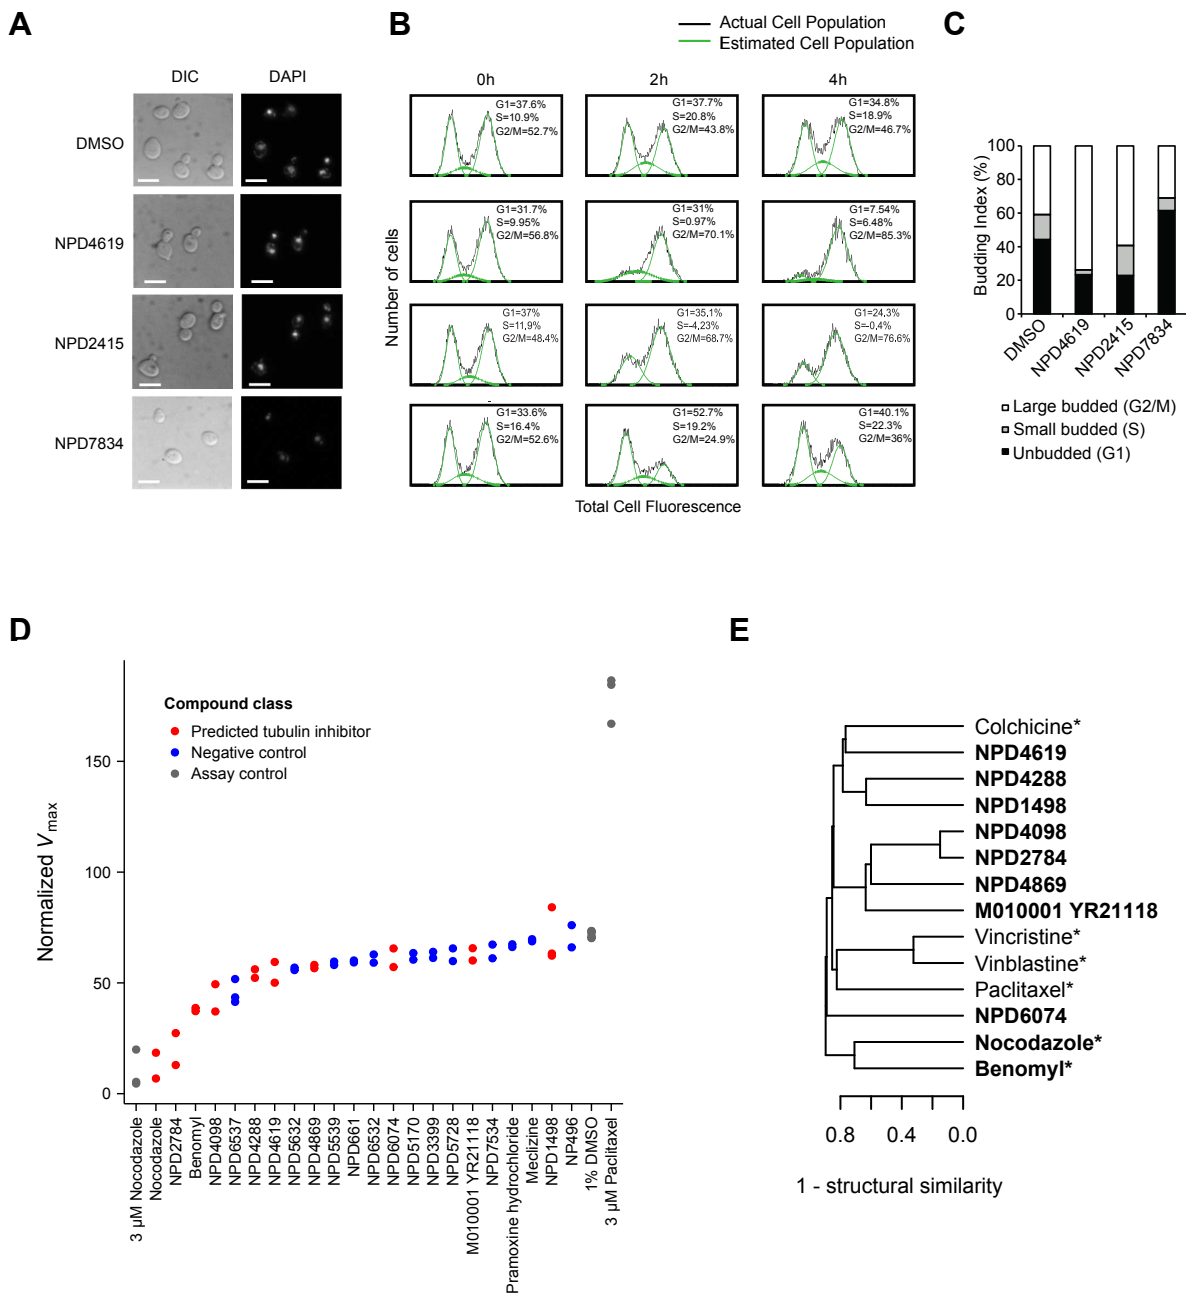 A
B
C
Actual Cell Population
Estimated Cell Population
DIC
DAPI
DMSO
NPD4619
NPD2415
NPD7834
0h
2h
4h
Number of cells
G1=37.6%
S=10.9%
G2/M=52.7%
G1=37.7%
S=20.8%
G2/M=43.8%
G1=34.8%
S=18.9%
G2/M=46.7%
G1=31.7%
S=9.95%
G2/M=56.8%
G1=31%
S=0.97%
G2/M=70.1%
G1=7.54%
S=6.48%
G2/M=85.3%
G1=37%
S=11,9%
G2/M=48.4%
G1=35,1%
S=-4,23%
G2/M=68.7%
G1=24,3%
S=-0,4%
G2/M=76.6%
G1=33.6%
S=16.4%
G2/M=52.6%
G1=52.7%
S=19.2%
G2/M=24.9%
G1=40.1%
S=22.3%
G2/M=36%
Total Cell Fluorescence
Budding Index (%)
100
80
60
40
20
0
DMSO
NPD4619
NPD2415
NPD7834
Large budded (G2/M)
Small budded (S)
Unbudded (G1)
D
Normalized Vmax
150
100
50
0
Compound class
Predicted tubulin inhibitor
Negative control
Assay control
3 µM Nocodazole
Nocodazole
NPD2784
Benomyl
NPD4098
NPD6537
NPD4288
NPD4619
NPD5632
NPD4869
NPD5539
NPD661
NPD6532
NPD6074
NPD5170
NPD3399
NPD5728
M010001 YR21118
NPD7534
Pramoxine hydrochloride
Meclizine
NPD1498
NP496
1% DMSO
3 µM Paclitaxel
E
Colchicine*
NPD4619
NPD4288
NPD1498
NPD4098
NPD2784
NPD4869
M010001 YR21118
Vincristine*
Vinblastine*
Paclitaxel*
NPD6074
Nocodazole*
Benomyl*
0.8 0.4 0.0
1 - structural similarity